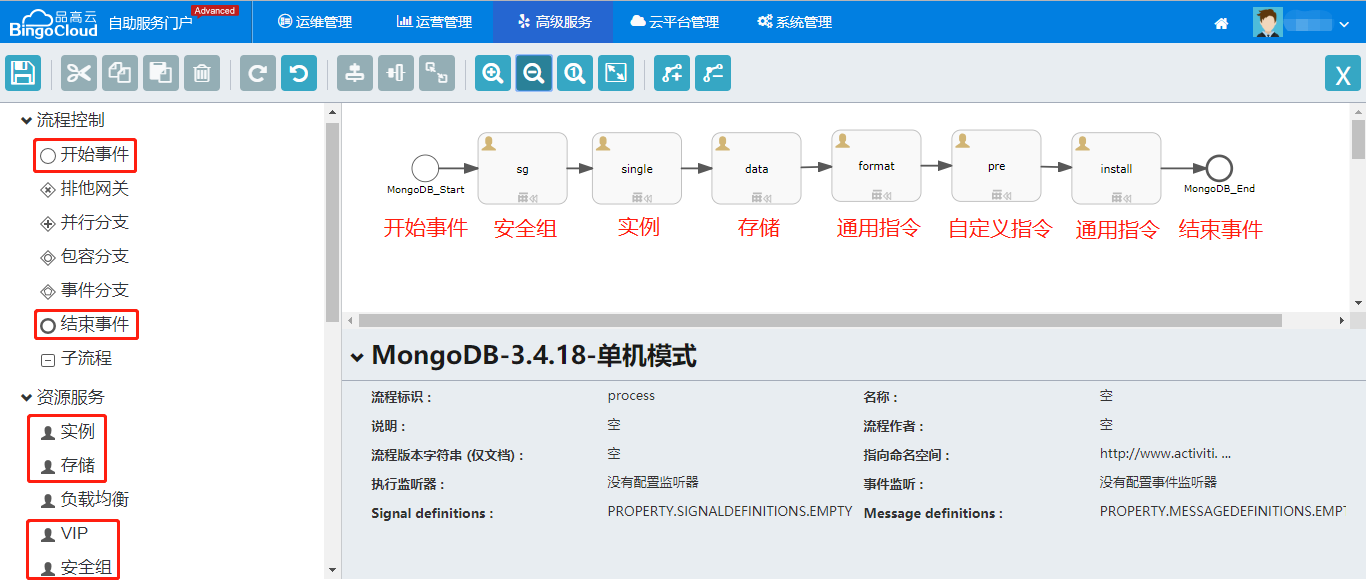 品高云
BingoCloud
自助服务门户
Advanced
运维管理
运营管理
高级服务
云平台管理
系统管理
X
流程控制
开始事件
排他网关
并行分支
包容分支
事件分支
结束事件
子流程
资源服务
实例
存储
负载均衡
VIP
安全组
MongoDB_Start
sg
single
data
format
pre
install
MongoDB_End
开始事件
安全组
实例
存储
通用指令
自定义指令
通用指令
结束事件
MongoDB-3.4.18-单机模式
流程标识： process 名称： 空
说明： 空 流程作者： 空
流程版本字符串 (仅文档)： 空 指向命名空间： http://www.activiti. ...
执行监听器： 没有配置监听器 事件监听： 没有配置事件监听器
Signal definitions : PROPERTY.SIGNALDEFINITIONS.EMPTY Message definitions : PROPERTY.MESSAGEDEFINITIONS.EMP